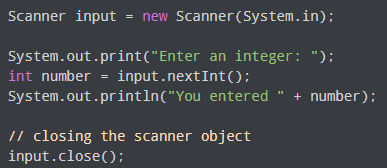 Scanner input = new Scanner(System.in);
System.out.print("Enter an integer: ");
int number = input.nextInt();
System.out.println("You entered " + number);
// closing the scanner object
input.close();